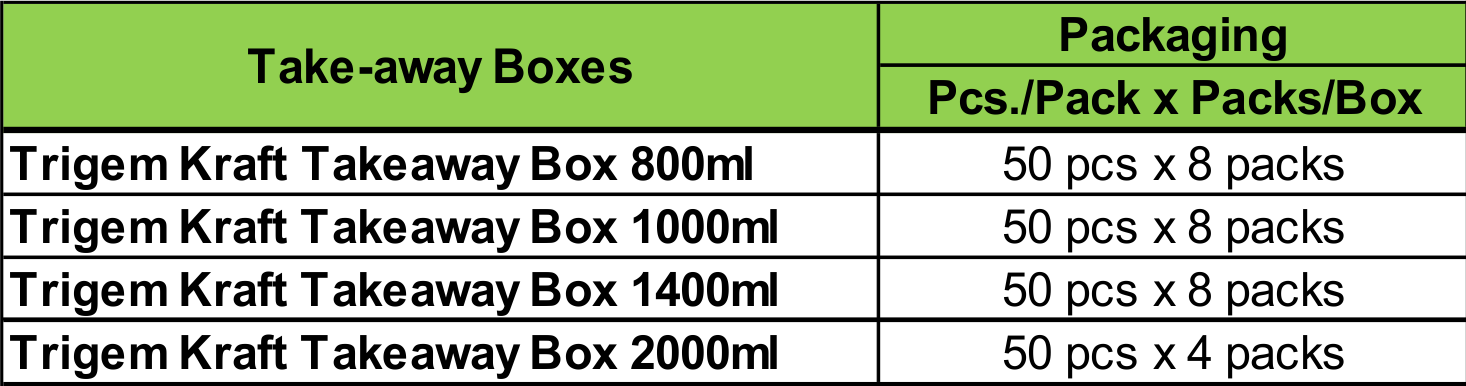 Take-away Boxes
Packaging
Pcs./Pack x Packs/Box
Trigem Kraft Takeaway Box 800ml 50 pcs x 8 packs
Trigem Kraft Takeaway Box 1000ml 50 pcs x 8 packs
Trigem Kraft Takeaway Box 1400ml 50 pcs x 8 packs
Trigem Kraft Takeaway Box 2000ml 50 pcs x 4 packs